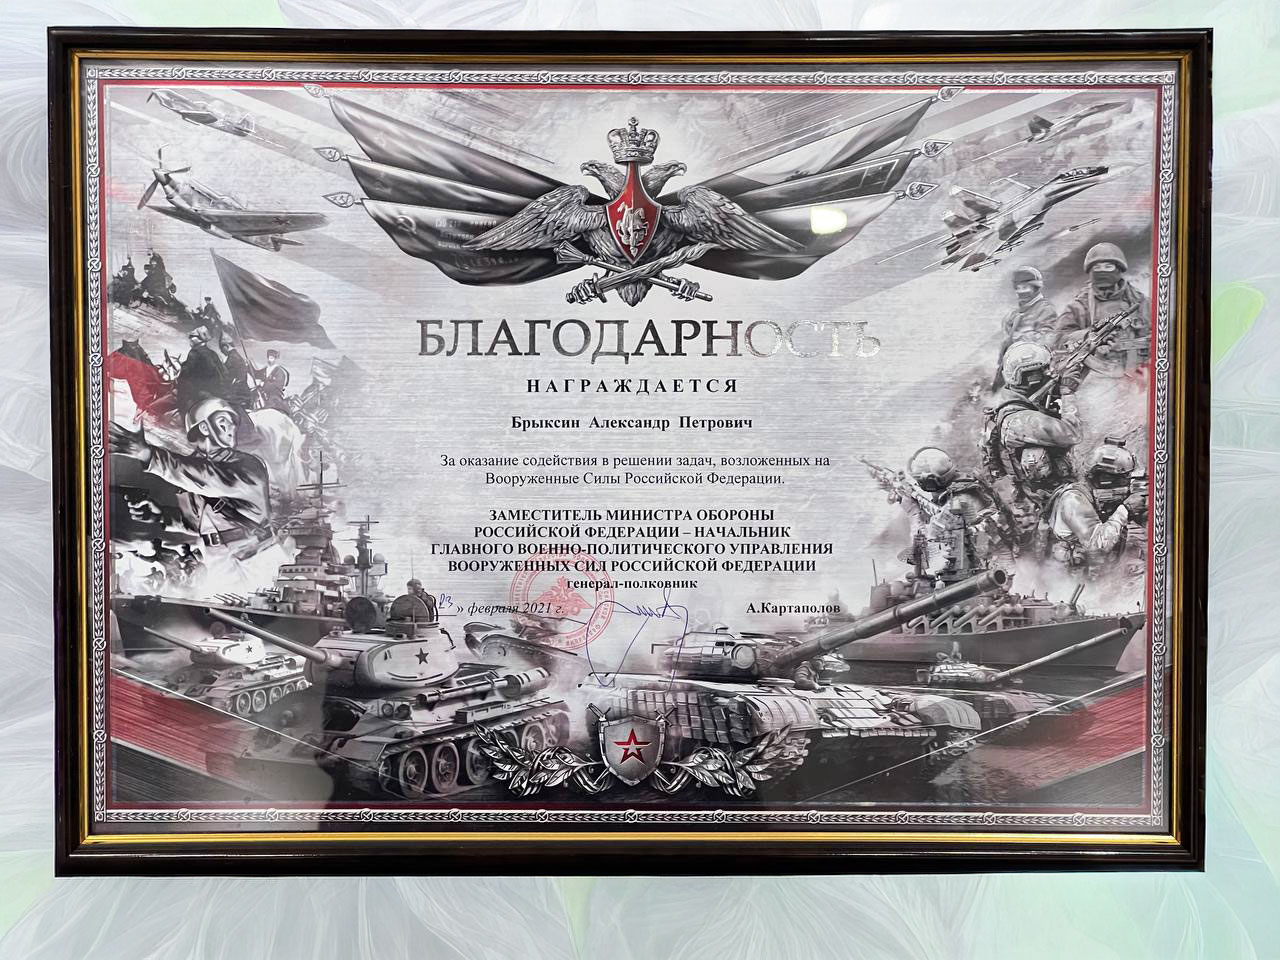 БЛАГОДАРНОСТЬ
НАГРАЖДАЕТСЯ
Брыксин Александр Петрович
За оказание содействия в решении задач, возложенных на
Вооруженные Силы Российской Федерации.
ЗАМЕСТИТЕЛЬ МИНИСТРА ОБОРОНЫ
РОССИЙСКОЙ ФЕДЕРАЦИИ – НАЧАЛЬНИК
ГЛАВНОГО ВОЕННО-ПОЛИТИЧЕСКОГО УПРАВЛЕНИЯ
ВООРУЖЕННЫХ СИЛ РОССИЙСКОЙ ФЕДЕРАЦИИ
генерал-полковник
23 » февраля 2021 г. А.Картаполов